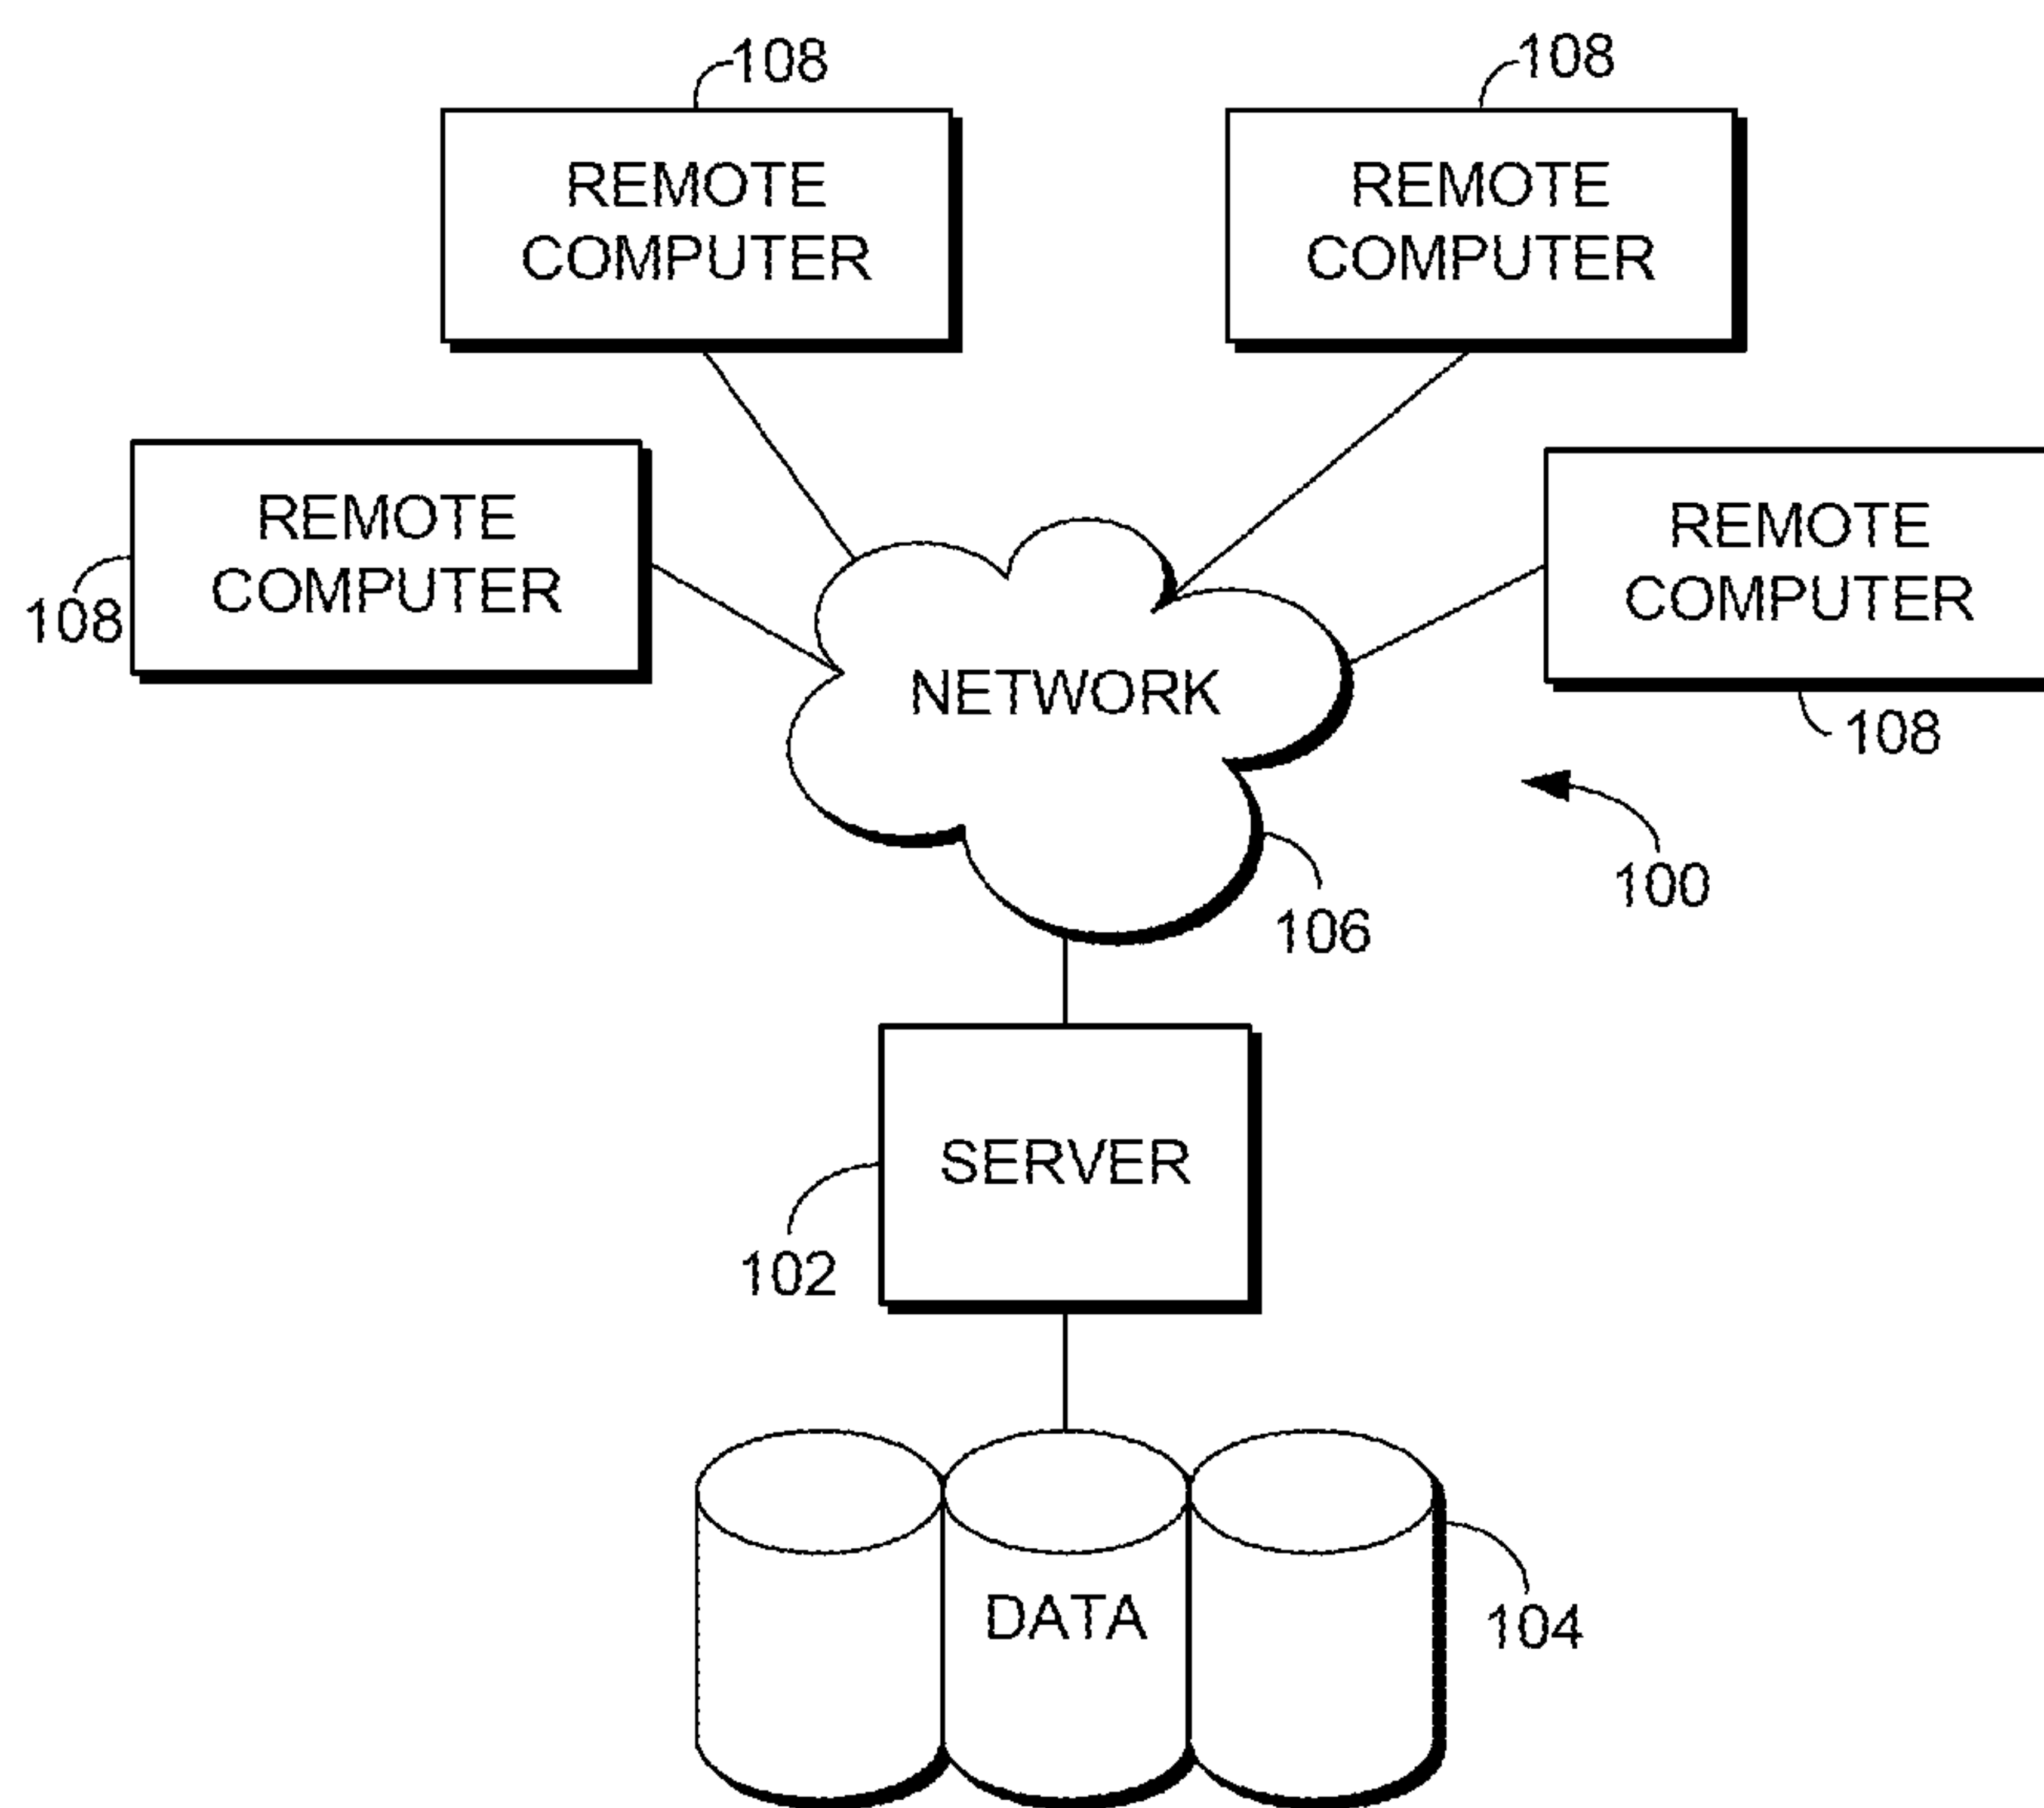 108
108
REMOTE
COMPUTER
REMOTE
COMPUTER
REMOTE
COMPUTER
108
REMOTE
COMPUTER
108
NETWORK
100
106
SERVER
102
DATA
104